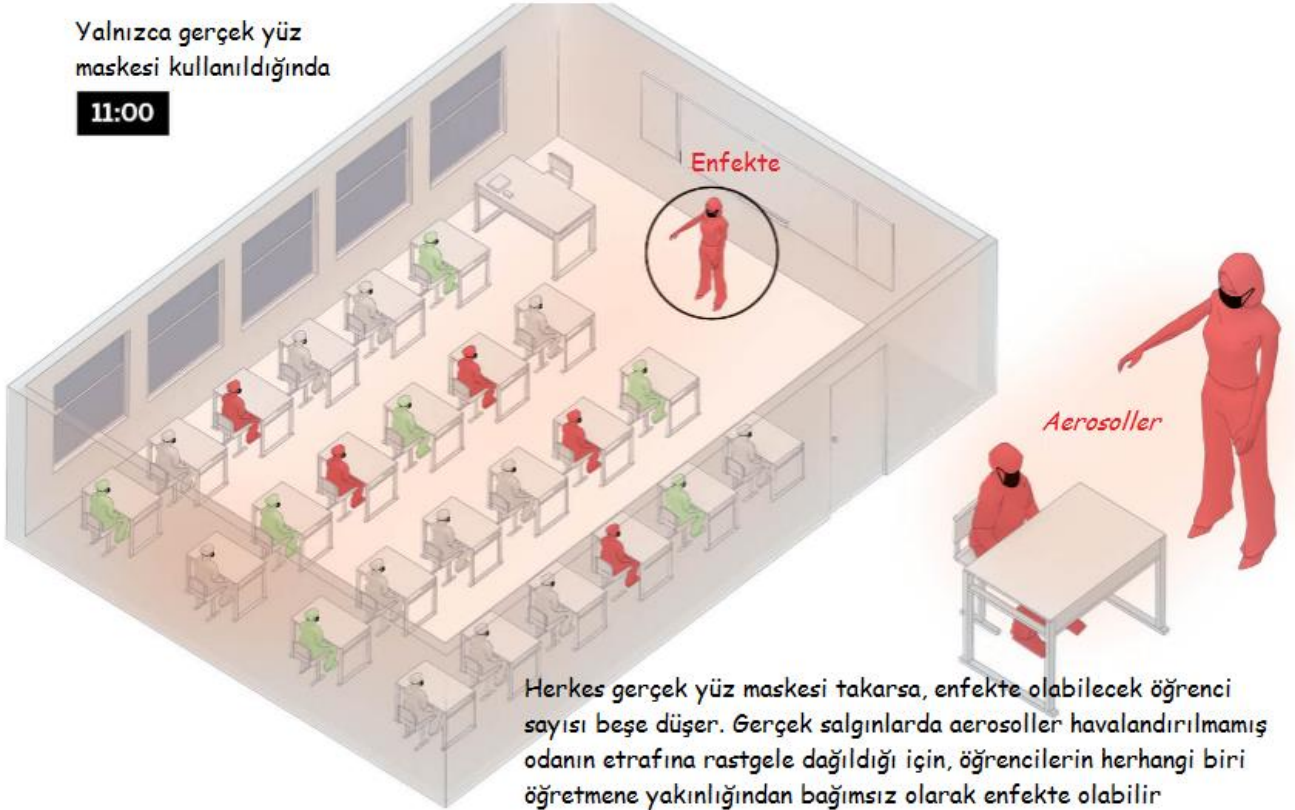 Yalnızca gerçek yüz
maskesi kullanıldığında
11:00
Enfekte
Aerosoller
Herkes gerçek yüz maskesi takarsa, enfekte olabilecek öğrenci
sayısı beşe düşer. Gerçek salgınlarda aerosoller havalandırılmamış
odanın etrafına rastgele dağıldığı için, öğrencilerin herhangi biri
öğretmene yakınlığından bağımsız olarak enfekte olabilir